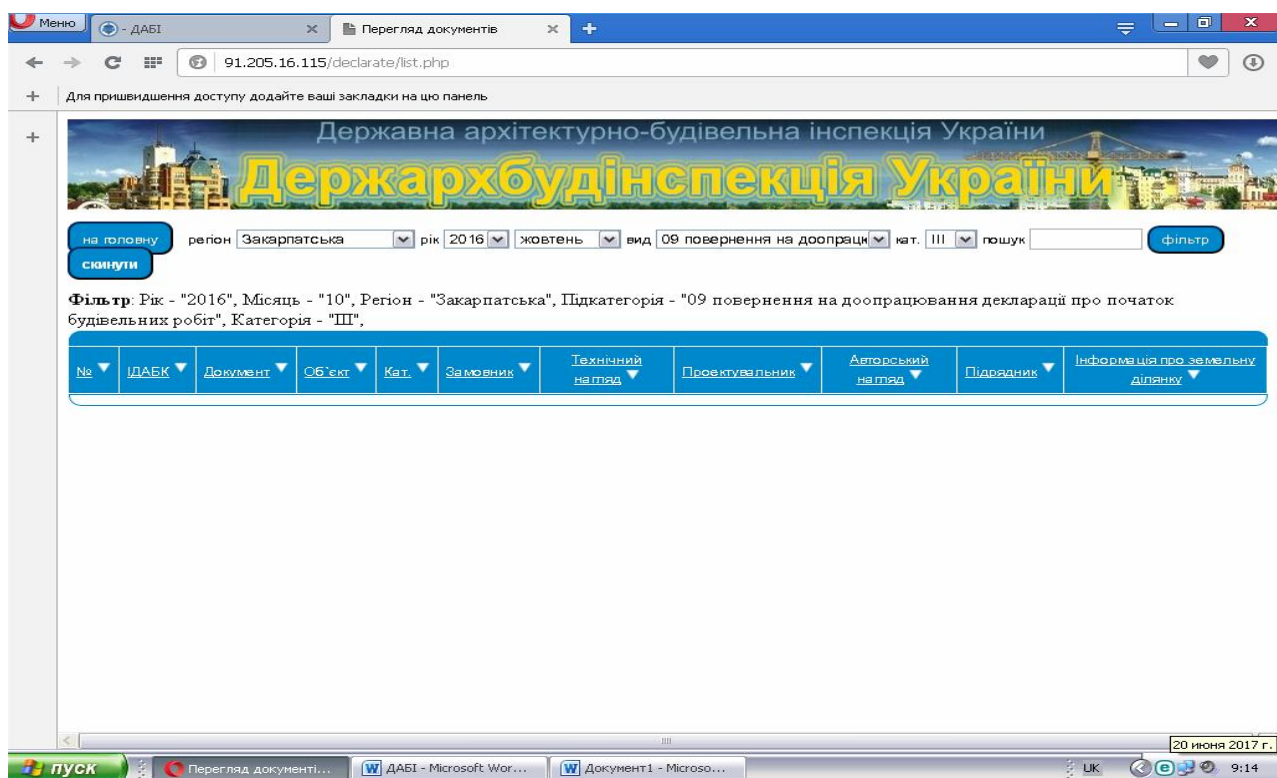 Меню
- ДАБІ
Перегляд документів
91.205.16.115/declarate/list.php
Для пришвидшення доступу додайте ваші закладки на цю панель
Державна архітектурно-будівельна інспекція України
Держархбудінспекція України
на головну регіон Закарпатська рік 2016 жовтень вид 09 повернення на доопрацю кат. III пошук фільтр
скинути
Фільтр: Рік - "2016", Місяць - "10", Регіон - "Закарпатська", Підкатегорія - "09 повернення на доопрацювання декларації про початок
будівельних робіт", Категорія - "III",
№ ІДАБК Документ Об'єкт Кат. Замовник Технічний нагляд Проектувальник Авторський нагляд Підрядник Інформація про земельну ділянку
20 июня 2017 г.
пуск Перегляд документі... ДАБІ - Microsoft Wor... Документ1 - Microso... UK 9:14